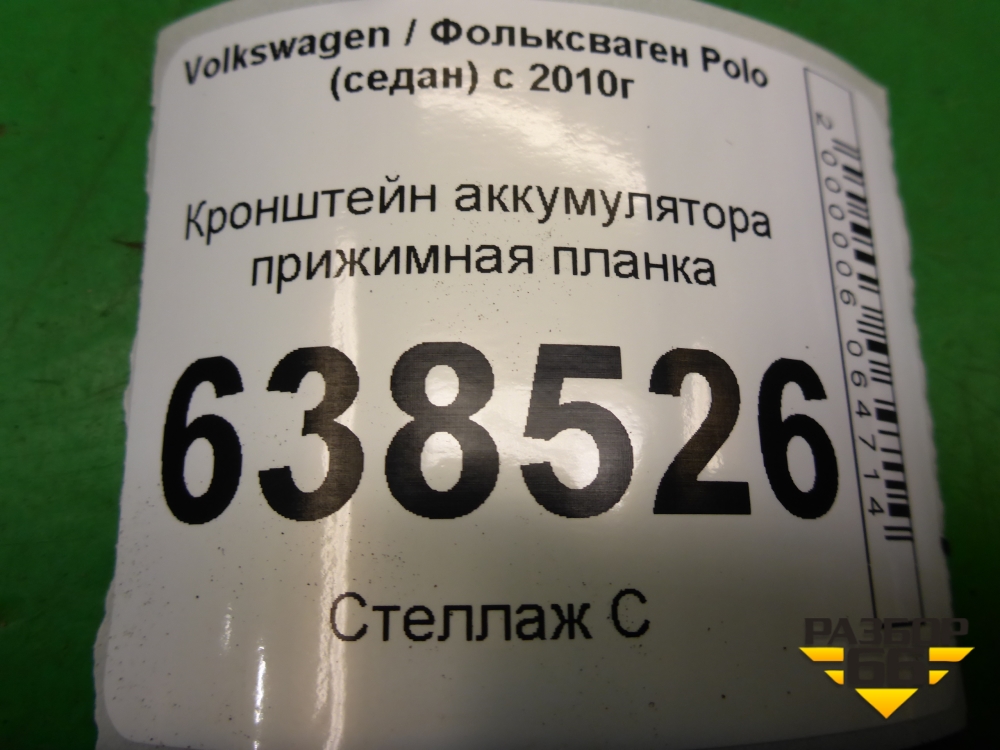 Volkswagen / Фольксваген Polo
(седан) с 2010г
Кронштейн аккумулятора
прижимная планка
638526
Стеллаж С
2000006064714
РАЗБОР
66